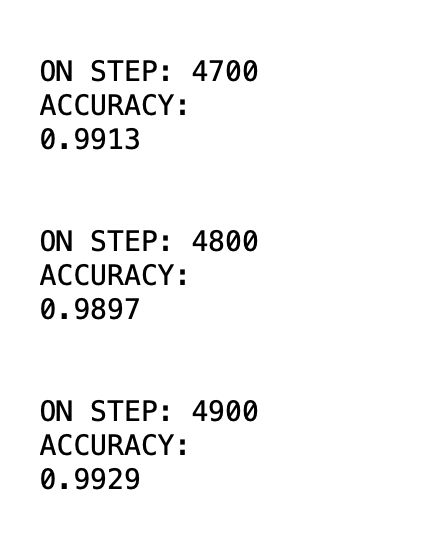 ON STEP: 4700
ACCURACY:
0.9913
ON STEP: 4800
ACCURACY:
0.9897
ON STEP: 4900
ACCURACY:
0.9929